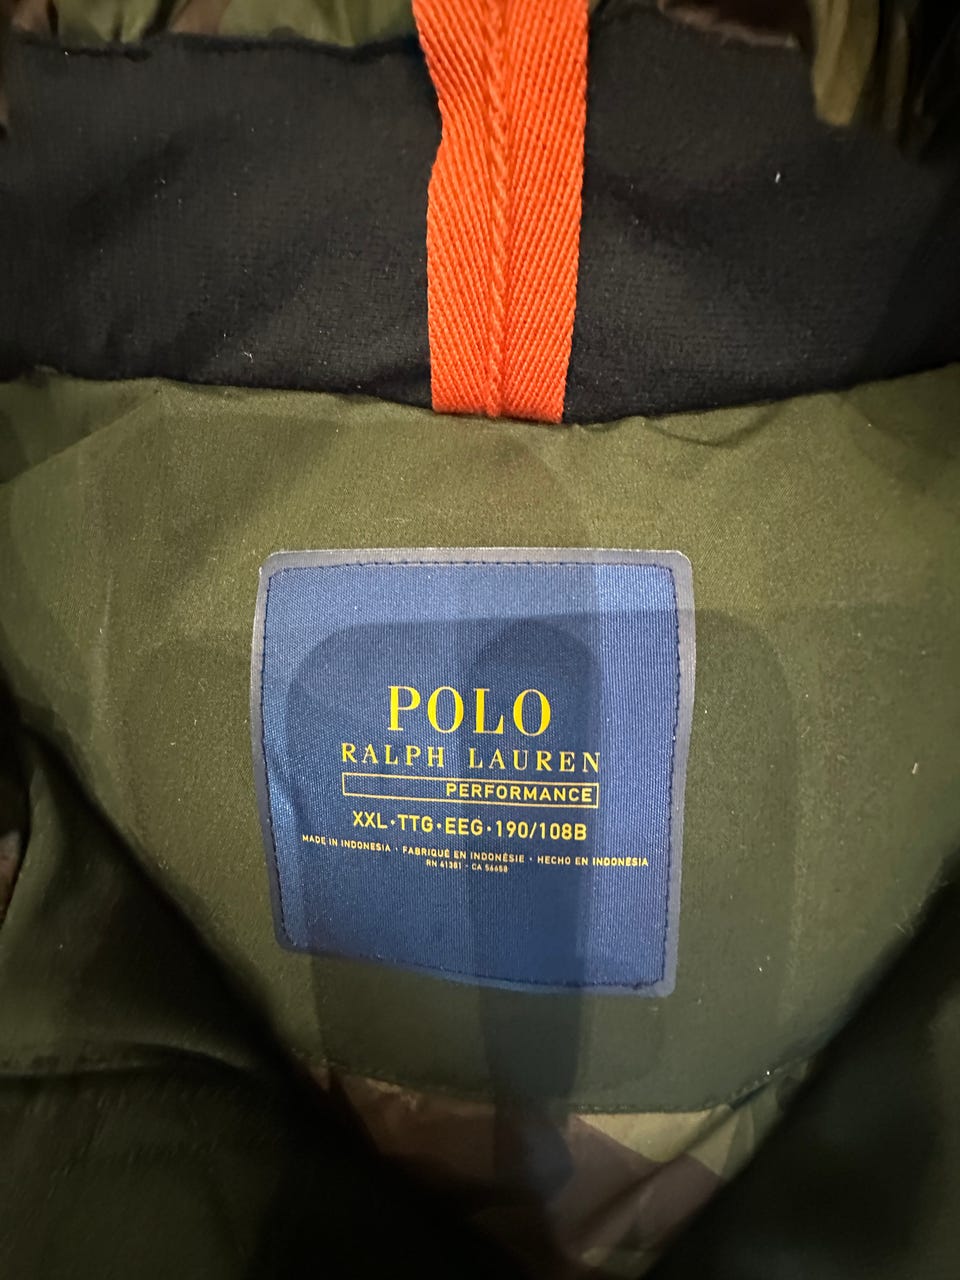 POLO
RALPH LAUREN
PERFORMANCE
XXL·TTG·EEG·190/108B
MADE IN INDONESIA · FABRIQUÉ EN INDONÉSIE · HECHO EN INDONESIA
RN 41381 - CA 56658